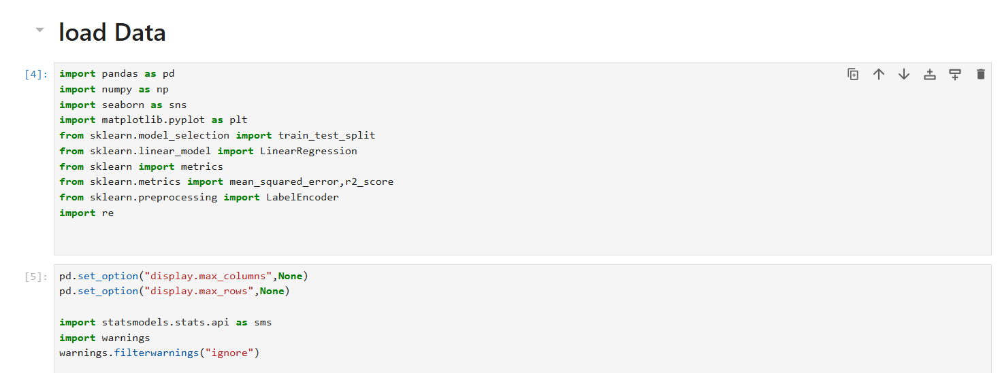 load Data
[4]:
import pandas as pd
import numpy as np
import seaborn as sns
import matplotlib.pyplot as plt
from sklearn.model_selection import train_test_split
from sklearn.linear_model import LinearRegression
from sklearn import metrics
from sklearn.metrics import mean_squared_error,r2_score
from sklearn.preprocessing import LabelEncoder
import re
[5]:
pd.set_option("display.max_columns",None)
pd.set_option("display.max_rows",None)
import statsmodels.stats.api as sms
import warnings
warnings.filterwarnings("ignore")